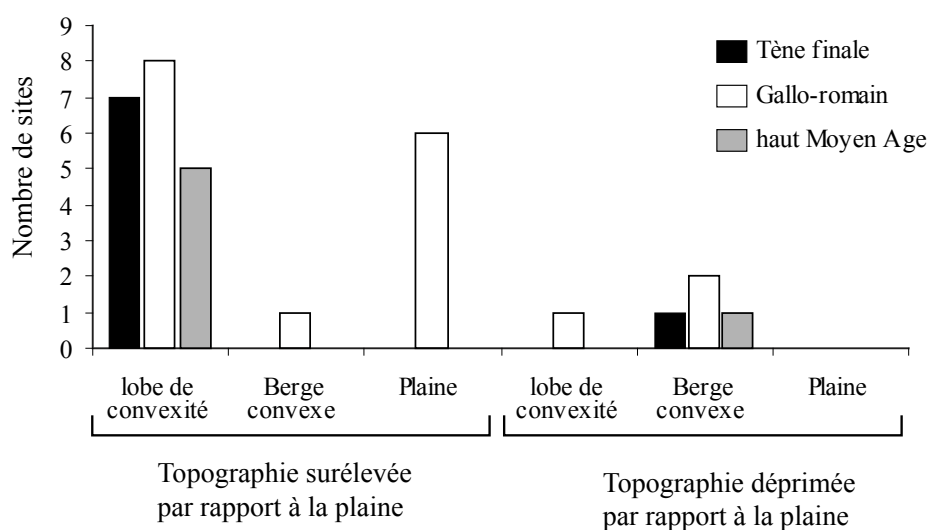 Nombre de sites
9
8
7
6
5
4
3
2
1
0
Tène finale
Gallo-romain
haut Moyen Age
lobe de
convexité
Berge
convexe
Plaine
lobe de
convexité
Berge
convexe
Plaine
Topographie surélevée
par rapport à la plaine
Topographie déprimée
par rapport à la plaine